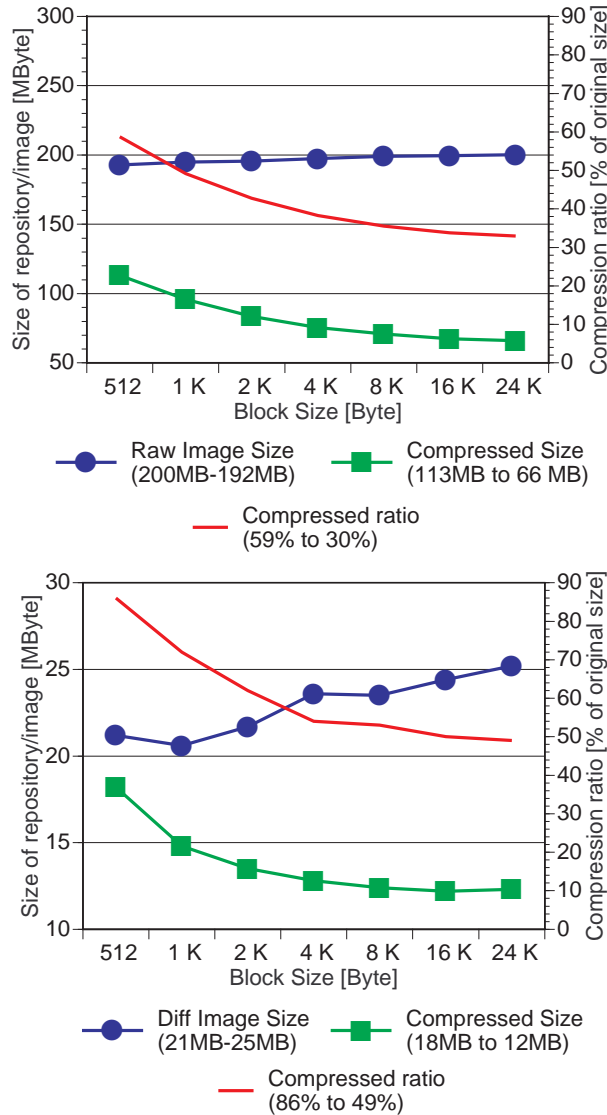 300
250
200
150
100
50
Size of repository/image [MByte]
90
80
70
60
50
40
30
20
10
0
Compression ratio [% of original size]
512 1 K 2 K 4 K 8 K 16 K 24 K
Block Size [Byte]
Raw Image Size
(200MB-192MB)
Compressed Size
(113MB to 66 MB)
Compressed ratio
(59% to 30%)
30
25
20
15
10
Size of repository/image [MByte]
90
80
70
60
50
40
30
20
10
0
Compression ratio [% of original size]
512 1 K 2 K 4 K 8 K 16 K 24 K
Block Size [Byte]
Diff Image Size
(21MB-25MB)
Compressed Size
(18MB to 12MB)
Compressed ratio
(86% to 49%)